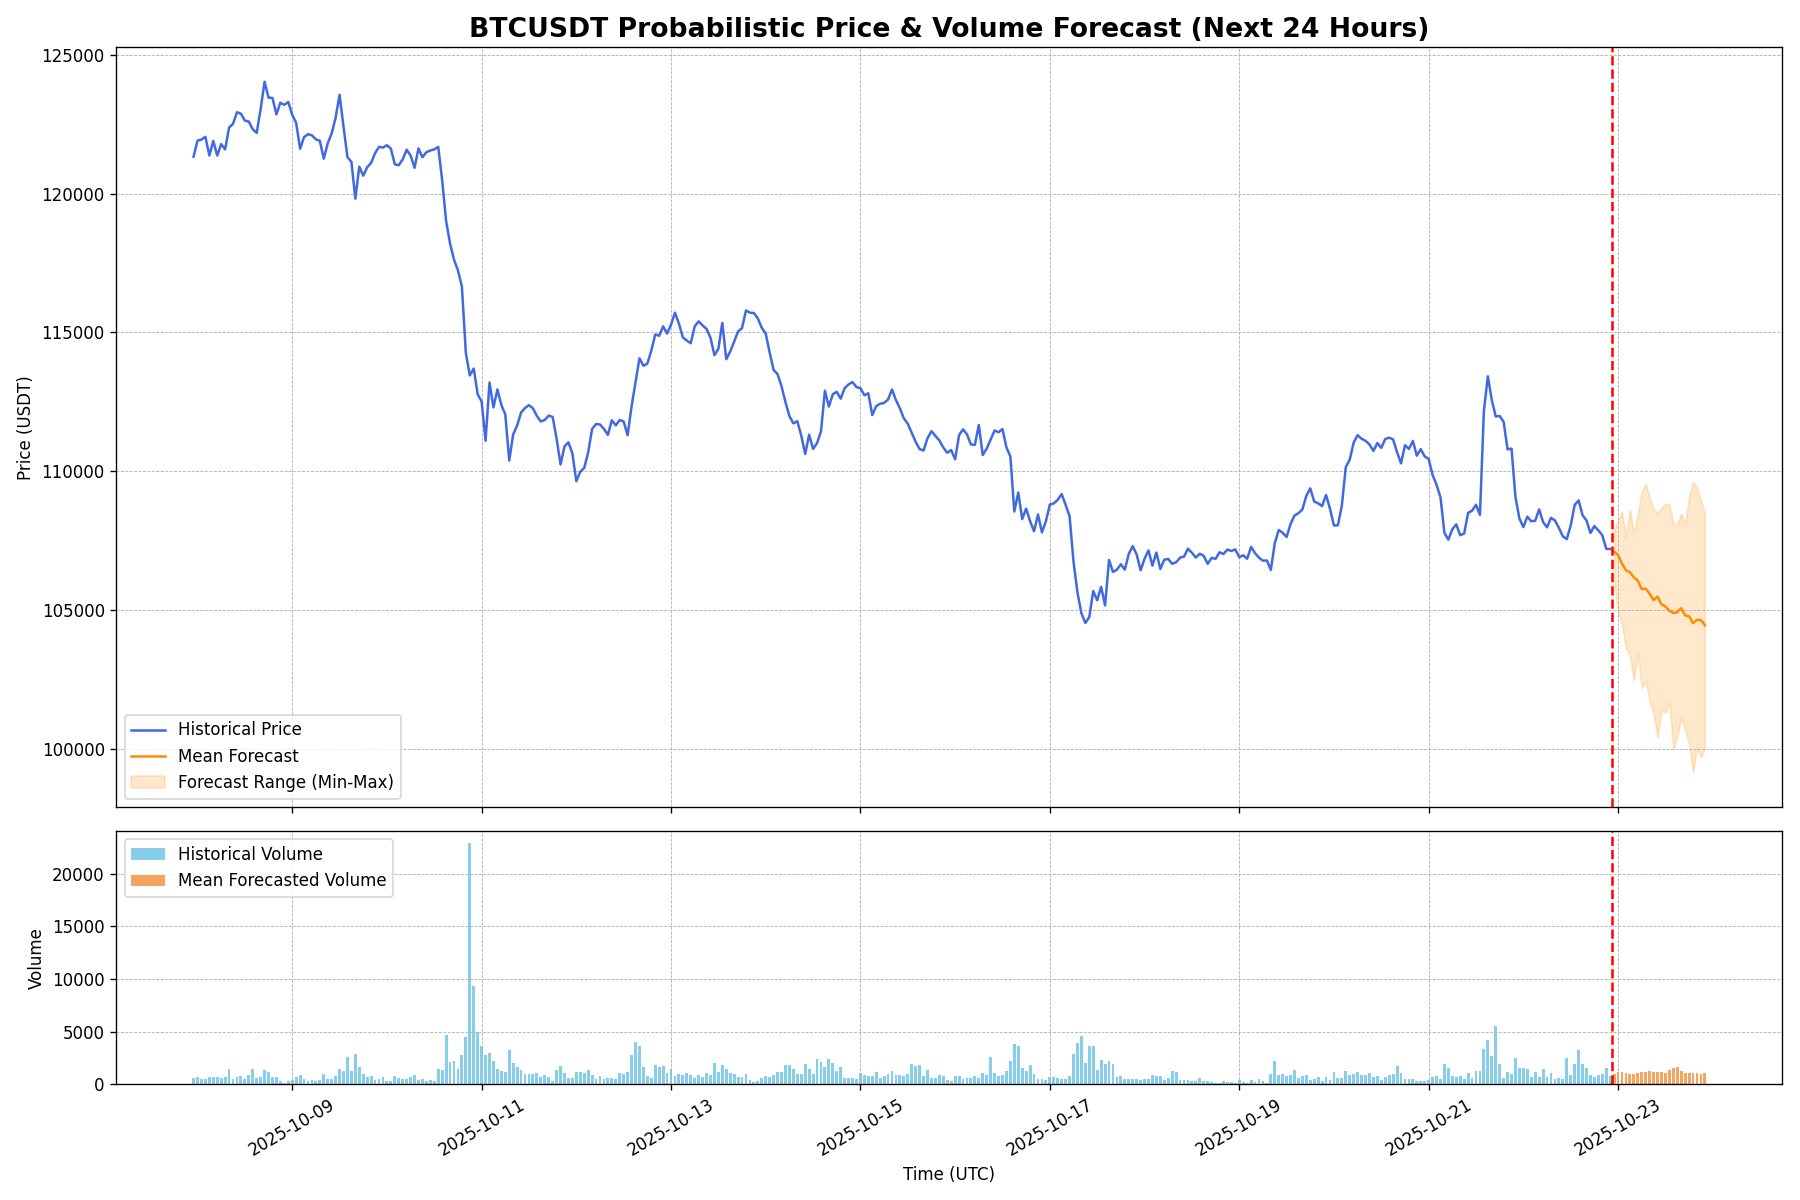 BTCUSDT Probabilistic Price & Volume Forecast (Next 24 Hours)
125000
120000
115000
110000
105000
100000
Price (USDT)
Historical Price
Mean Forecast
Forecast Range (Min-Max)
Historical Volume
Mean Forecasted Volume
20000
15000
10000
5000
0
Volume
2025-10-09
2025-10-11
2025-10-13
2025-10-15
2025-10-17
2025-10-19
2025-10-21
2025-10-23
Time (UTC)